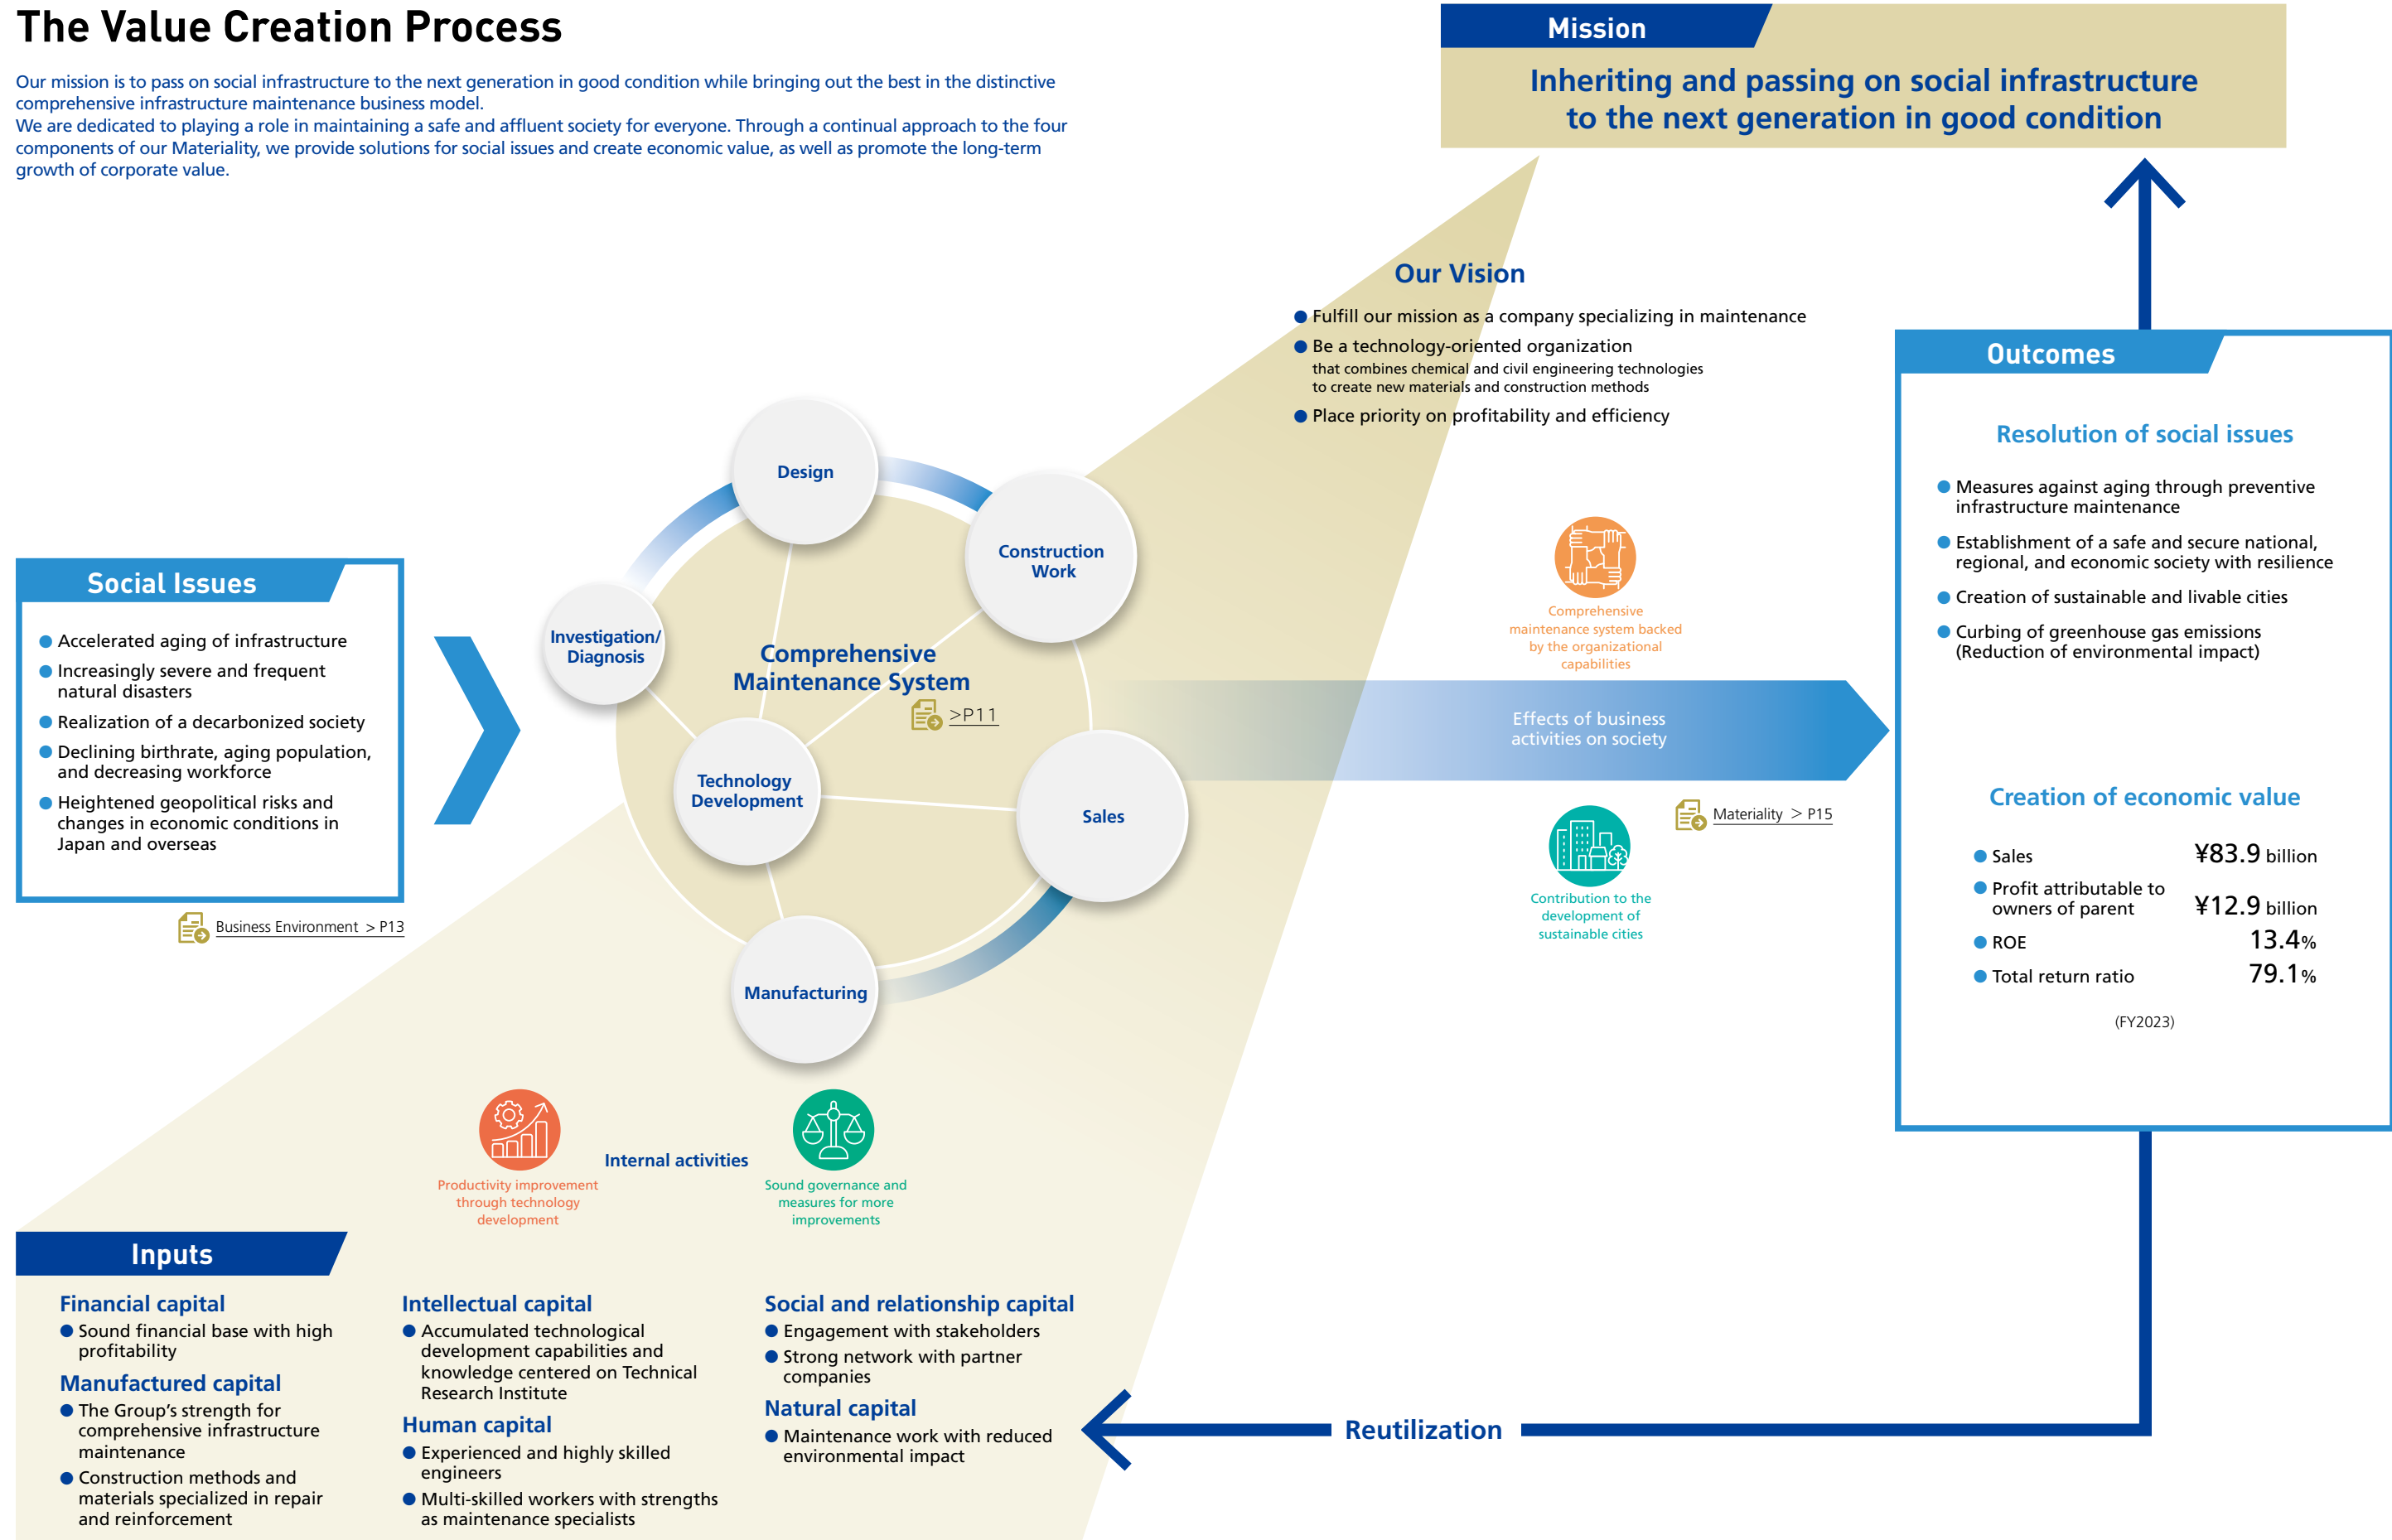 The Value Creation Process
Our mission is to pass on social infrastructure to the next generation in good condition while bringing out the best in the distinctive
comprehensive infrastructure maintenance business model.
We are dedicated to playing a role in maintaining a safe and affluent society for everyone. Through a continual approach to the four
components of our Materiality, we provide solutions for social issues and create economic value, as well as promote the long-term
growth of corporate value.
Mission
Inheriting and passing on social infrastructure
to the next generation in good condition
Our Vision
● Fulfill our mission as a company specializing in maintenance
● Be a technology-oriented organization
that combines chemical and civil engineering technologies
to create new materials and construction methods
● Place priority on profitability and efficiency
Social Issues
● Accelerated aging of infrastructure
● Increasingly severe and frequent
natural disasters
● Realization of a decarbonized society
● Declining birthrate, aging population,
and decreasing workforce
● Heightened geopolitical risks and
changes in economic conditions in
Japan and overseas
Business Environment > P13
Design
Construction
Work
Investigation/
Diagnosis
Comprehensive
Maintenance System
>P11
Technology
Development
Sales
Manufacturing
Comprehensive
maintenance system backed
by the organizational
capabilities
Effects of business
activities on society
Materiality > P15
Contribution to the
development of
sustainable cities
Outcomes
Resolution of social issues
● Measures against aging through preventive
infrastructure maintenance
● Establishment of a safe and secure national,
regional, and economic society with resilience
● Creation of sustainable and livable cities
● Curbing of greenhouse gas emissions
(Reduction of environmental impact)
Creation of economic value
● Sales ¥83.9 billion
● Profit attributable to
owners of parent ¥12.9 billion
● ROE 13.4%
● Total return ratio 79.1%
(FY2023)
Productivity improvement
through technology
development
Internal activities
Sound governance and
measures for more
improvements
Inputs
Financial capital
● Sound financial base with high
profitability
Manufactured capital
● The Group's strength for
comprehensive infrastructure
maintenance
● Construction methods and
materials specialized in repair
and reinforcement
Intellectual capital
● Accumulated technological
development capabilities and
knowledge centered on Technical
Research Institute
Human capital
● Experienced and highly skilled
engineers
● Multi-skilled workers with strengths
as maintenance specialists
Social and relationship capital
● Engagement with stakeholders
● Strong network with partner
companies
Natural capital
● Maintenance work with reduced
environmental impact
Reutilization